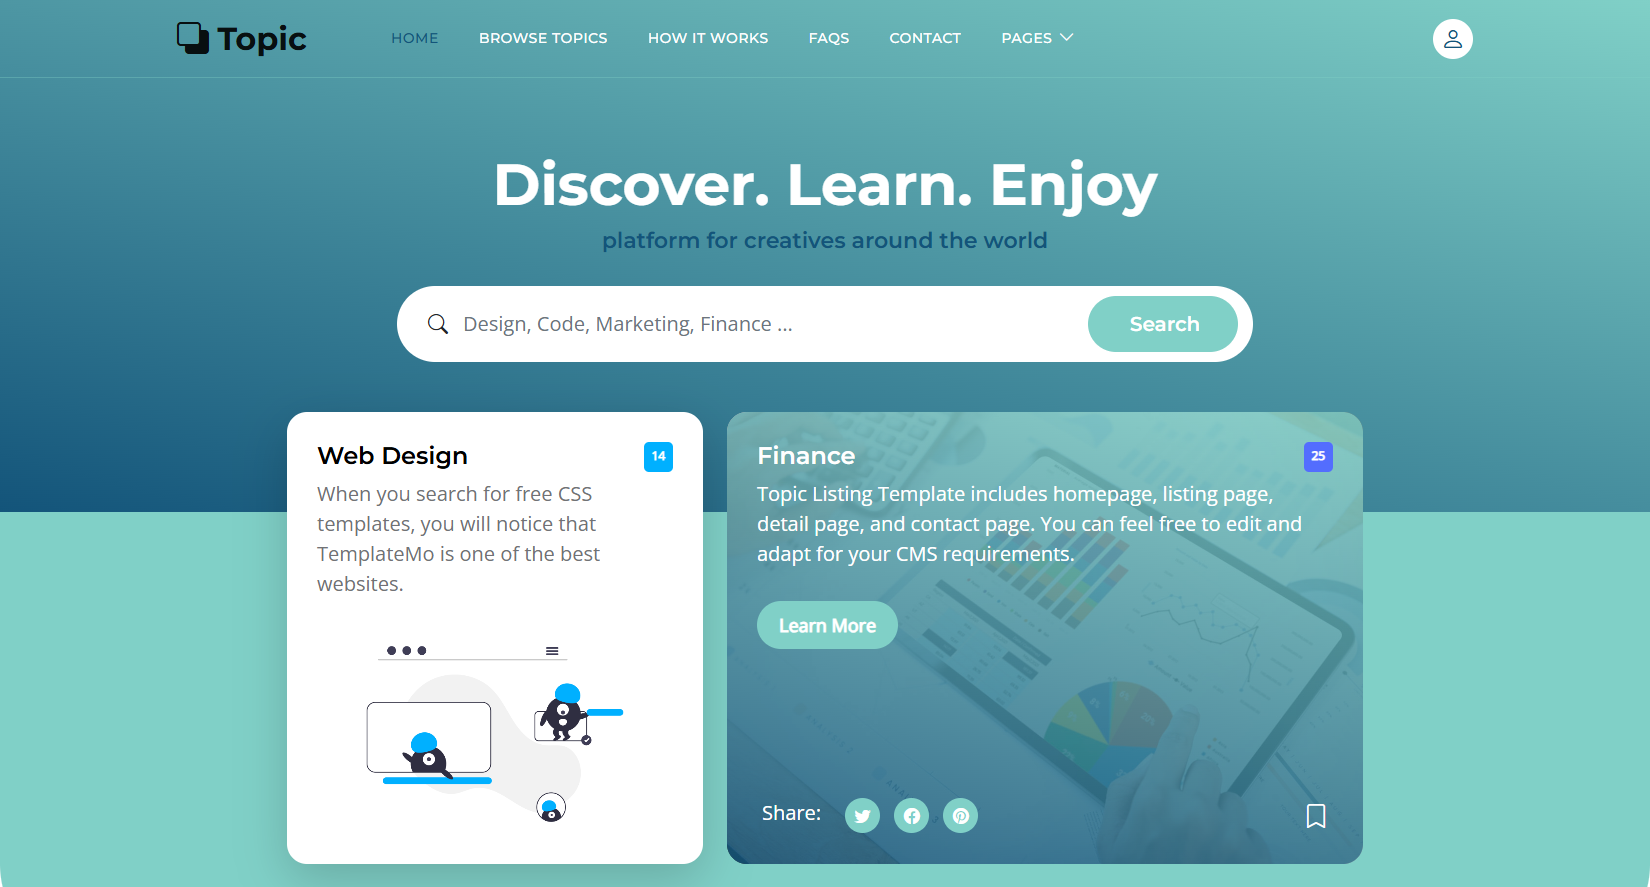 Topic
HOME
BROWSE TOPICS
HOW IT WORKS
FAQS
CONTACT
PAGES
Discover. Learn. Enjoy
platform for creatives around the world
Design, Code, Marketing, Finance ...
Search
Web Design
14
When you search for free CSS
templates, you will notice that
TemplateMo is one of the best
websites.
Finance
25
Topic Listing Template includes homepage, listing page,
detail page, and contact page. You can feel free to edit and
adapt for your CMS requirements.
Learn More
Share: